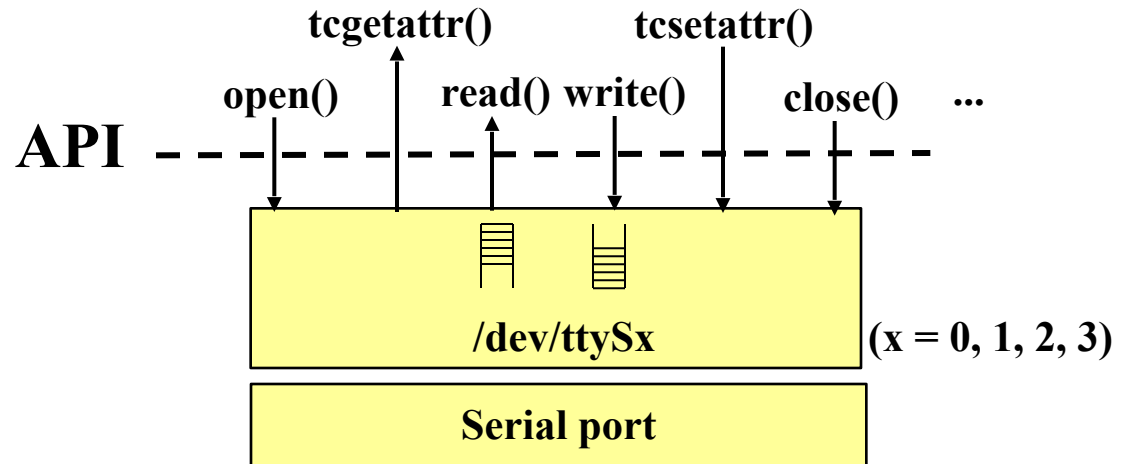 tcgetattr() tcsetattr()
open() read() write() close() ...
API
/dev/ttySx (x = 0, 1, 2, 3)
Serial port